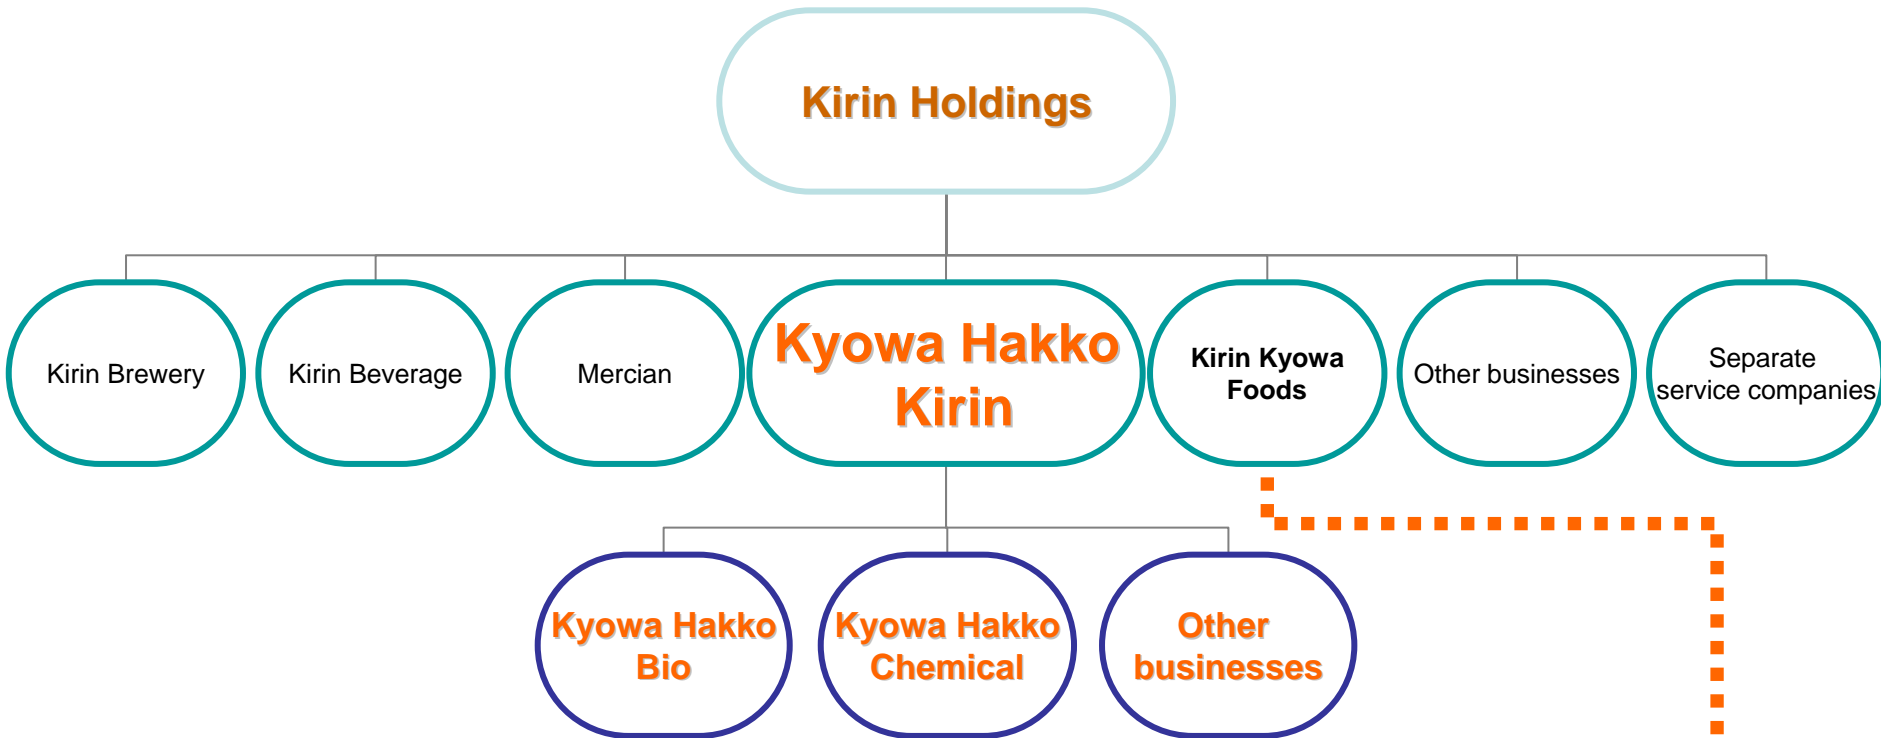 Kirin Holdings
Kirin Brewery
Kirin Beverage
Mercian
Kyowa Hakko
Kirin
Kirin Kyowa
Foods
Other businesses
Separate
service companies
Kyowa Hakko
Bio
Kyowa Hakko
Chemical
Other
businesses